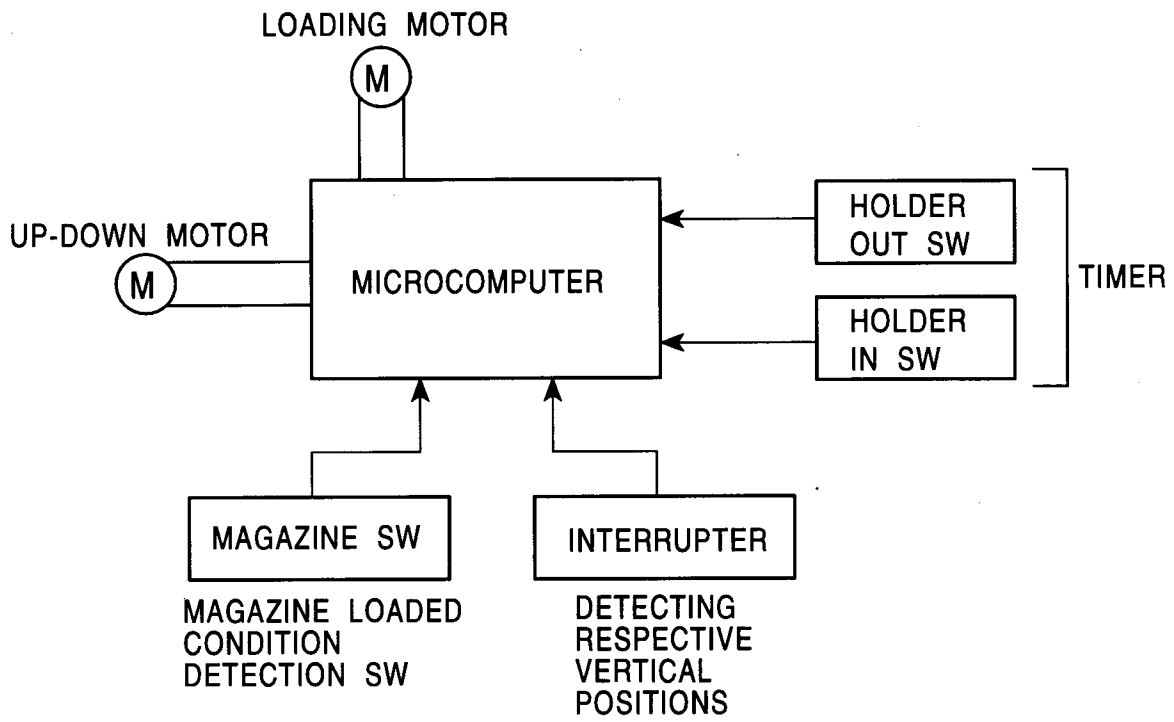 LOADING MOTOR
M
UP-DOWN MOTOR
M
MICROCOMPUTER
HOLDER
OUT SW
HOLDER
IN SW
TIMER
MAGAZINE SW
MAGAZINE LOADED
CONDITION
DETECTION SW
INTERRUPTER
DETECTING
RESPECTIVE
VERTICAL
POSITIONS